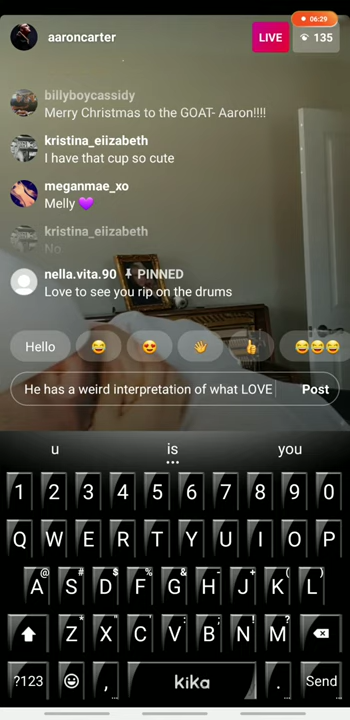 06:29
aaroncarter
LIVE
135
billyboycassidy
Merry Christmas to the GOAT- Aaron!!!!
kristina_eiizabeth
I have that cup so cute
meganmae_xo
Melly 💜
kristina_eiizabeth
No
nella.vita.90 PINNED
Love to see you rip on the drums
Hello 😂 😍 👋 👍 😂😂😂
He has a weird interpretation of what LOVE Post
u is you
1 2 3 4 5 6 7 8 9 0
Q W E R T Y U I O P
@ # $ % & - + ( )
A S D F G H J K L
* " ' : ; ! ?
Z X C V B N M
?123 , kika . Send